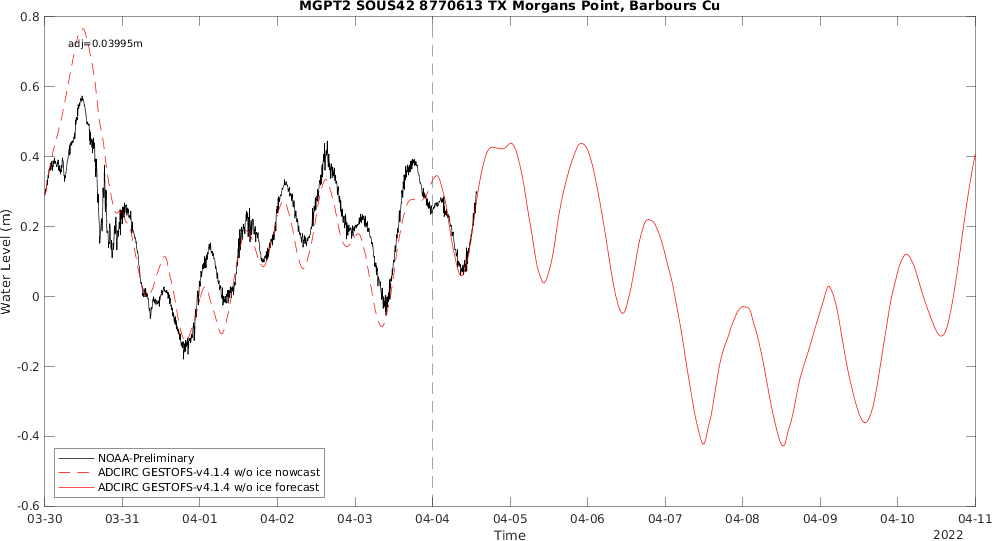 MGPT2 SOUS42 8770613 TX Morgans Point, Barbours Cu
adj=0.03995m
Water Level (m)
0.8
0.6
0.4
0.2
0
-0.2
-0.4
-0.6
NOAA-Preliminary
ADCIRC GESTOFS-v4.1.4 w/o ice nowcast
ADCIRC GESTOFS-v4.1.4 w/o ice forecast
03-30 03-31 04-01 04-02 04-03 04-04 04-05 04-06 04-07 04-08 04-09 04-10 04-11
Time
2022